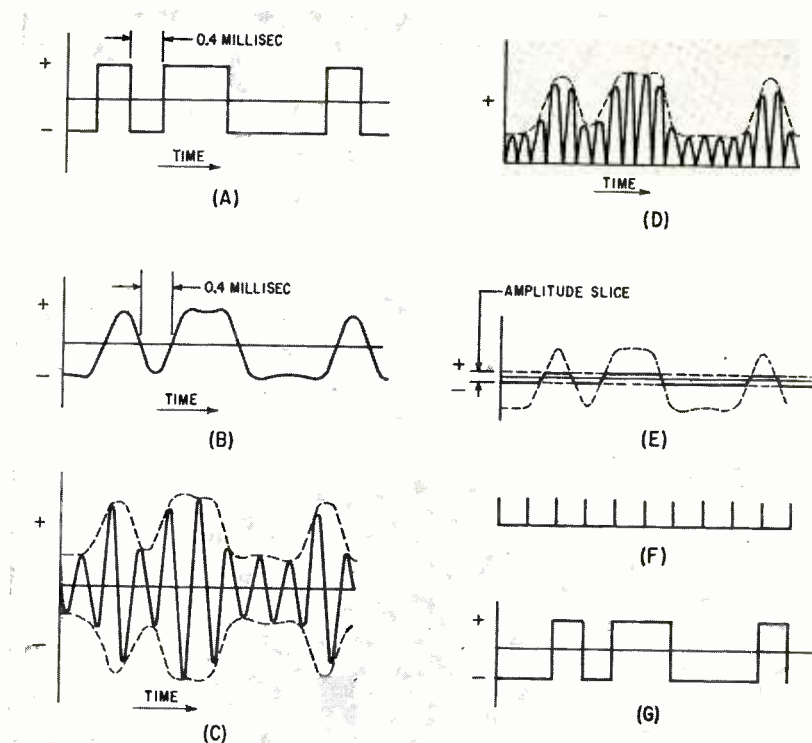 0.4 MILLISEC
+
−
TIME
(A)
+
0.4 MILLISEC
−
TIME
(B)
+
−
TIME
(C)
+
TIME
(D)
AMPLITUDE SLICE
+
−
(E)
(F)
+
−
(G)